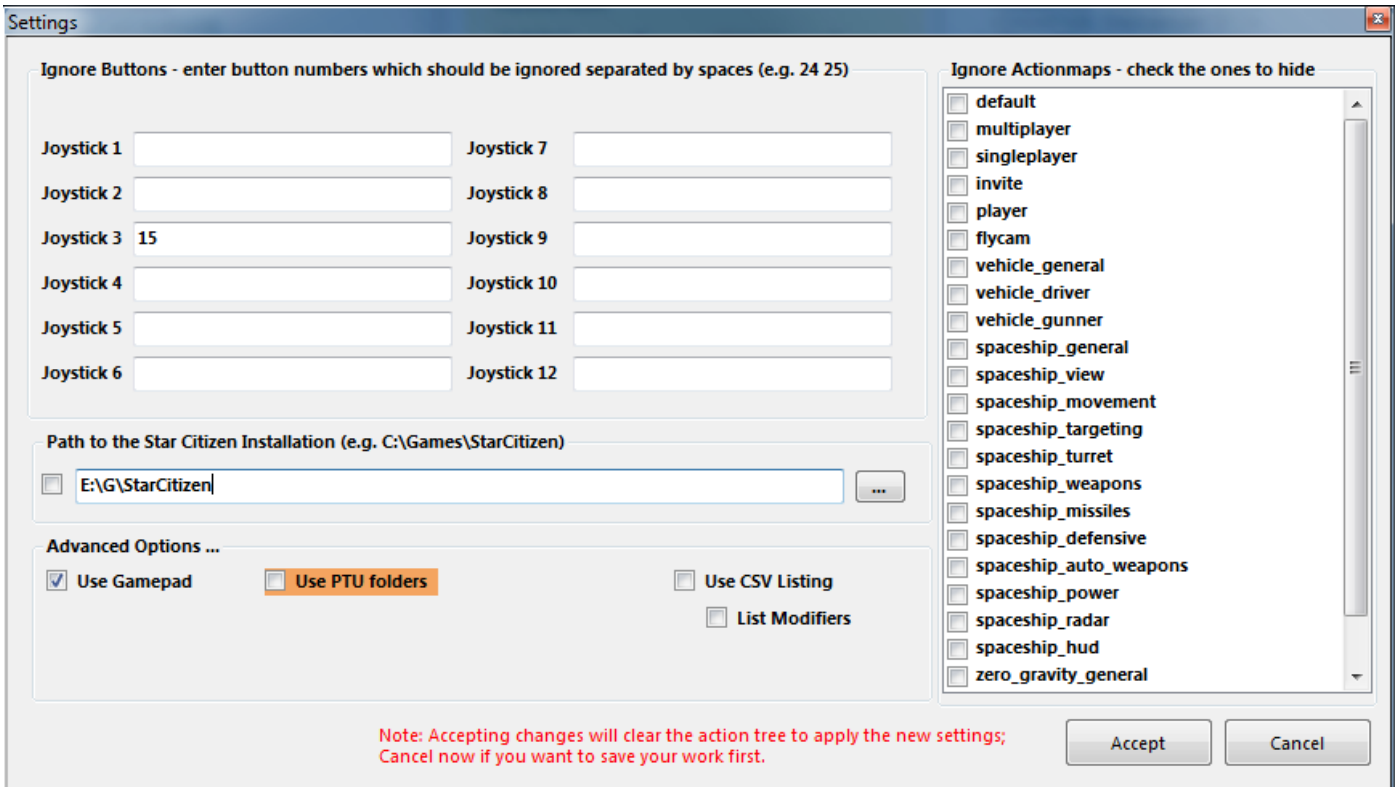 Settings
Ignore Buttons - enter button numbers which should be ignored separated by spaces (e.g. 24 25)
Joystick 1
Joystick 2
Joystick 3 15
Joystick 4
Joystick 5
Joystick 6
Joystick 7
Joystick 8
Joystick 9
Joystick 10
Joystick 11
Joystick 12
Path to the Star Citizen Installation (e.g. C:\Games\StarCitizen)
E:\G\StarCitizen
...
Advanced Options ...
Use Gamepad
Use PTU folders
Use CSV Listing
List Modifiers
Ignore Actionmaps - check the ones to hide
default
multiplayer
singleplayer
invite
player
flycam
vehicle_general
vehicle_driver
vehicle_gunner
spaceship_general
spaceship_view
spaceship_movement
spaceship_targeting
spaceship_turret
spaceship_weapons
spaceship_missiles
spaceship_defensive
spaceship_auto_weapons
spaceship_power
spaceship_radar
spaceship_hud
zero_gravity_general
Note: Accepting changes will clear the action tree to apply the new settings;
Cancel now if you want to save your work first.
Accept
Cancel